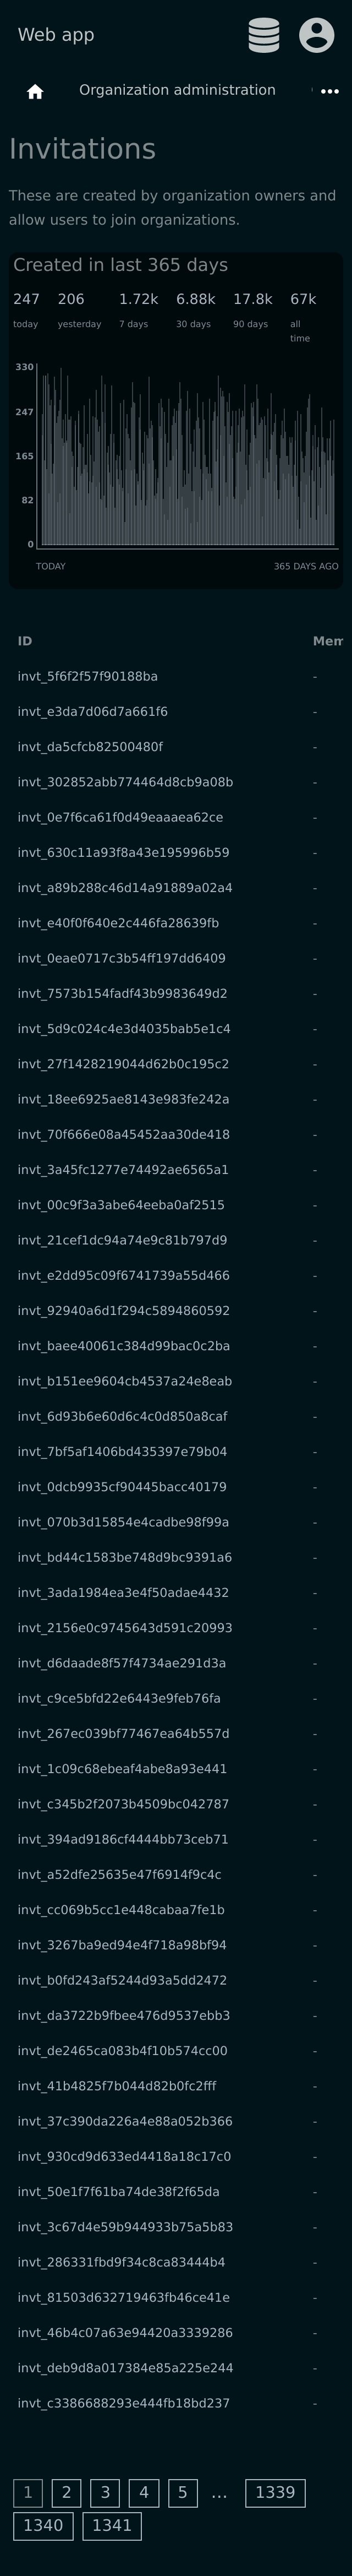 Web app
Organization administration
Invitations
These are created by organization owners and
allow users to join organizations.
Created in last 365 days
247 206 1.72k 6.88k 17.8k 67k
today yesterday 7 days 30 days 90 days all
time
330
247
165
82
0
TODAY 365 DAYS AGO
ID Mem
invt_5f6f2f57f90188ba -
invt_e3da7d06d7a661f6 -
invt_da5cfcb82500480f -
invt_302852abb774464d8cb9a08b -
invt_0e7f6ca61f0d49eaaaea62ce -
invt_630c11a93f8a43e195996b59 -
invt_a89b288c46d14a91889a02a4 -
invt_e40f0f640e2c446fa28639fb -
invt_0eae0717c3b54ff197dd6409 -
invt_7573b154fadf43b9983649d2 -
invt_5d9c024c4e3d4035bab5e1c4 -
invt_27f1428219044d62b0c195c2 -
invt_18ee6925ae8143e983fe242a -
invt_70f666e08a45452aa30de418 -
invt_3a45fc1277e74492ae6565a1 -
invt_00c9f3a3abe64eeba0af2515 -
invt_21cef1dc94a74e9c81b797d9 -
invt_e2dd95c09f6741739a55d466 -
invt_92940a6d1f294c5894860592 -
invt_baee40061c384d99bac0c2ba -
invt_b151ee9604cb4537a24e8eab -
invt_6d93b6e60d6c4c0d850a8caf -
invt_7bf5af1406bd435397e79b04 -
invt_0dcb9935cf90445bacc40179 -
invt_070b3d15854e4cadbe98f99a -
invt_bd44c1583be748d9bc9391a6 -
invt_3ada1984ea3e4f50adae4432 -
invt_2156e0c9745643d591c20993 -
invt_d6daade8f57f4734ae291d3a -
invt_c9ce5bfd22e6443e9feb76fa -
invt_267ec039bf77467ea64b557d -
invt_1c09c68ebeaf4abe8a93e441 -
invt_c345b2f2073b4509bc042787 -
invt_394ad9186cf4444bb73ceb71 -
invt_a52dfe25635e47f6914f9c4c -
invt_cc069b5cc1e448cabaa7fe1b -
invt_3267ba9ed94e4f718a98bf94 -
invt_b0fd243af5244d93a5dd2472 -
invt_da3722b9fbee476d9537ebb3 -
invt_de2465ca083b4f10b574cc00 -
invt_41b4825f7b044d82b0fc2fff -
invt_37c390da226a4e88a052b366 -
invt_930cd9d633ed4418a18c17c0 -
invt_50e1f7f61ba74de38f2f65da -
invt_3c67d4e59b944933b75a5b83 -
invt_286331fbd9f34c8ca83444b4 -
invt_81503d632719463fb46ce41e -
invt_46b4c07a63e94420a3339286 -
invt_deb9d8a017384e85a225e244 -
invt_c3386688293e444fb18bd237 -
1 2 3 4 5 … 1339
1340 1341